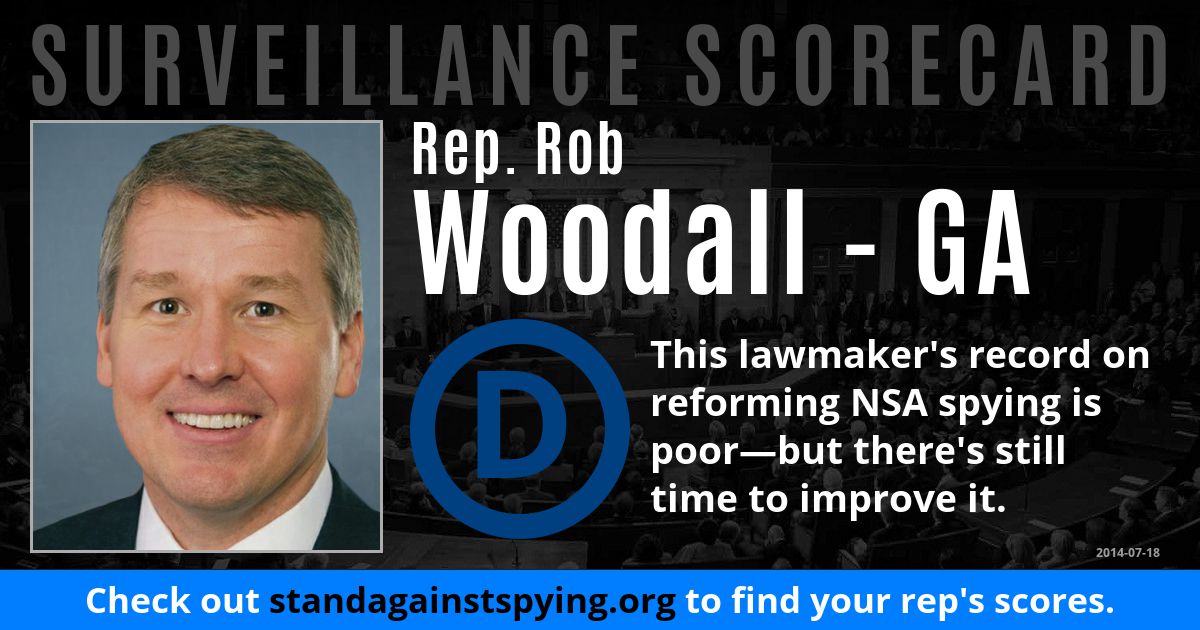 SURVEILLANCE SCORECARD
Rep. Rob
Woodall - GA
D
This lawmaker's record on
reforming NSA spying is
poor—but there's still
time to improve it.
2014-07-18
Check out standagainstspying.org to find your rep's scores.